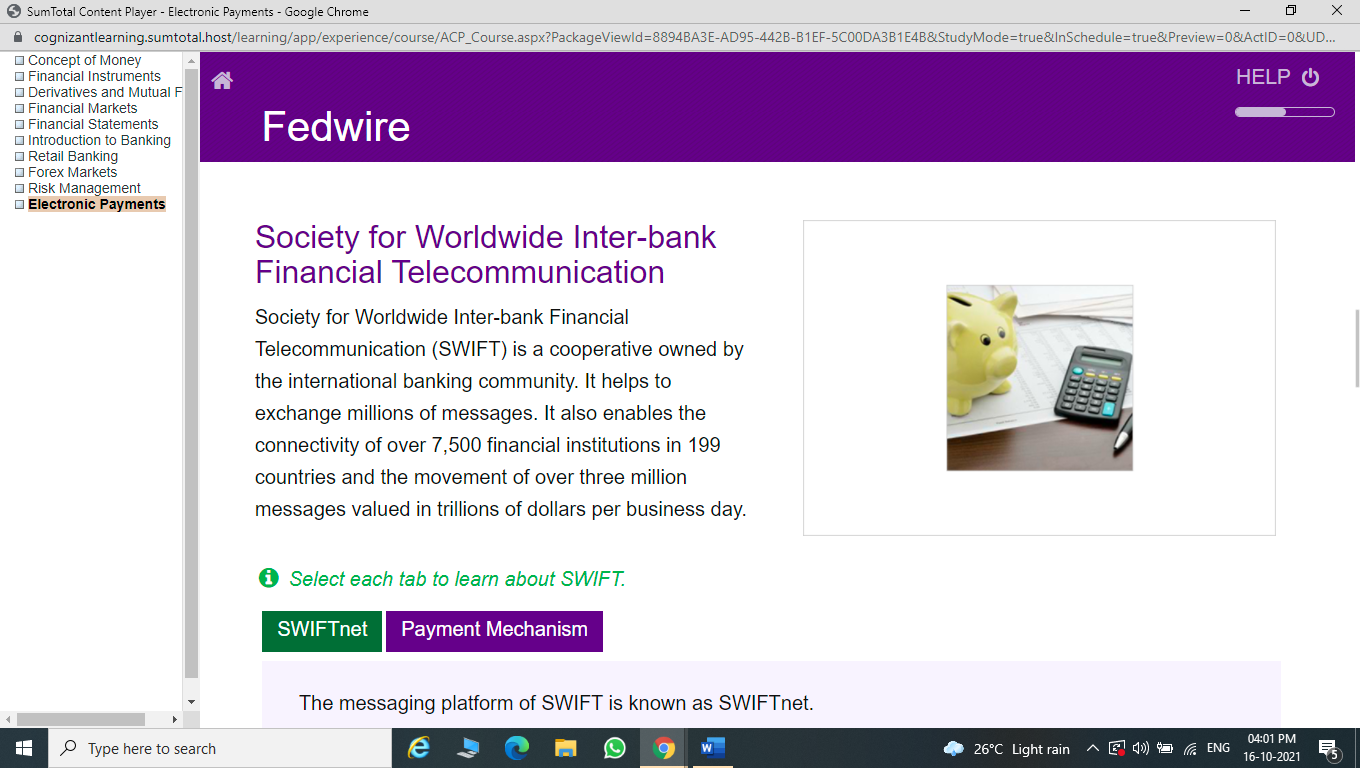 SumTotal Content Player - Electronic Payments - Google Chrome
cognizantlearning.sumtotal.host/learning/app/experience/course/ACP_Course.aspx?PackageViewId=8894BA3E-AD95-442B-B1EF-5C00DA3B1E4B&StudyMode=true&InSchedule=true&Preview=0&ActID=0&UD...
Concept of Money
Financial Instruments
Derivatives and Mutual F
Financial Markets
Financial Statements
Introduction to Banking
Retail Banking
Forex Markets
Risk Management
Electronic Payments
HELP
Fedwire
Society for Worldwide Inter-bank
Financial Telecommunication
Society for Worldwide Inter-bank Financial
Telecommunication (SWIFT) is a cooperative owned by
the international banking community. It helps to
exchange millions of messages. It also enables the
connectivity of over 7,500 financial institutions in 199
countries and the movement of over three million
messages valued in trillions of dollars per business day.
Select each tab to learn about SWIFT.
SWIFTnet
Payment Mechanism
The messaging platform of SWIFT is known as SWIFTnet.
Type here to search
26°C Light rain
ENG
04:01 PM
16-10-2021
5